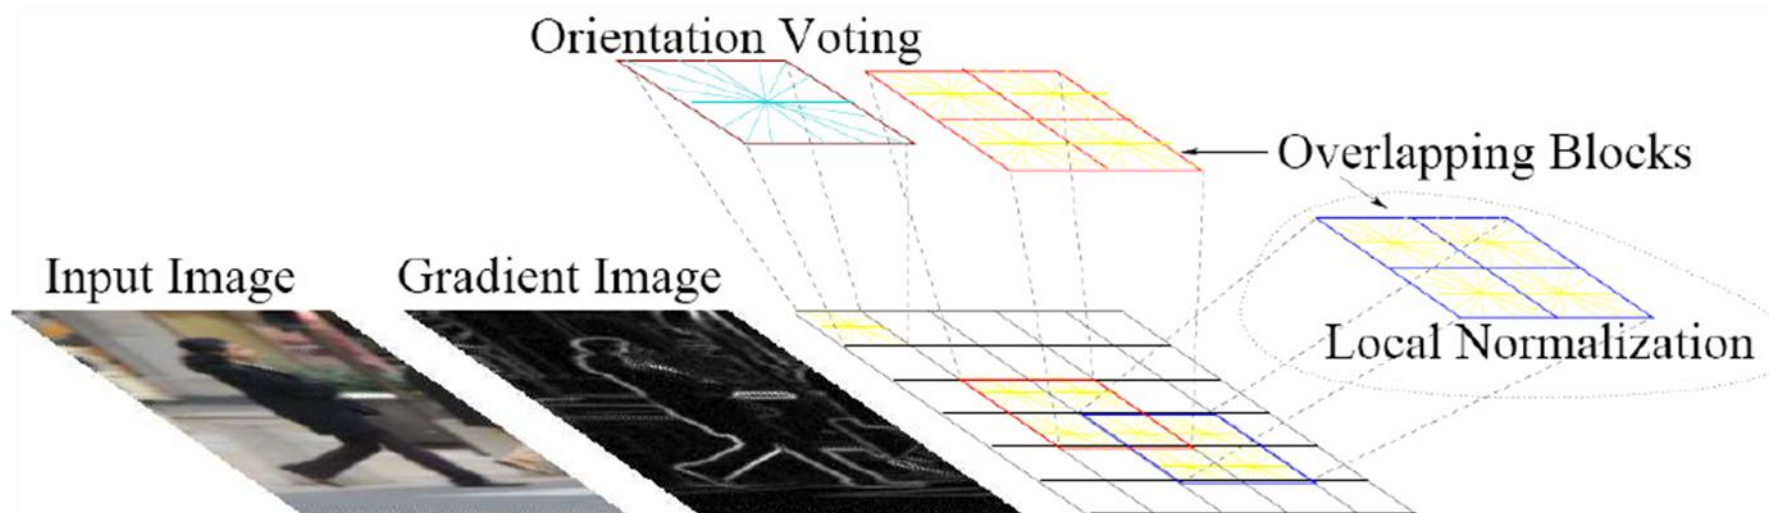 Orientation Voting
Overlapping Blocks
Input Image
Gradient Image
Local Normalization